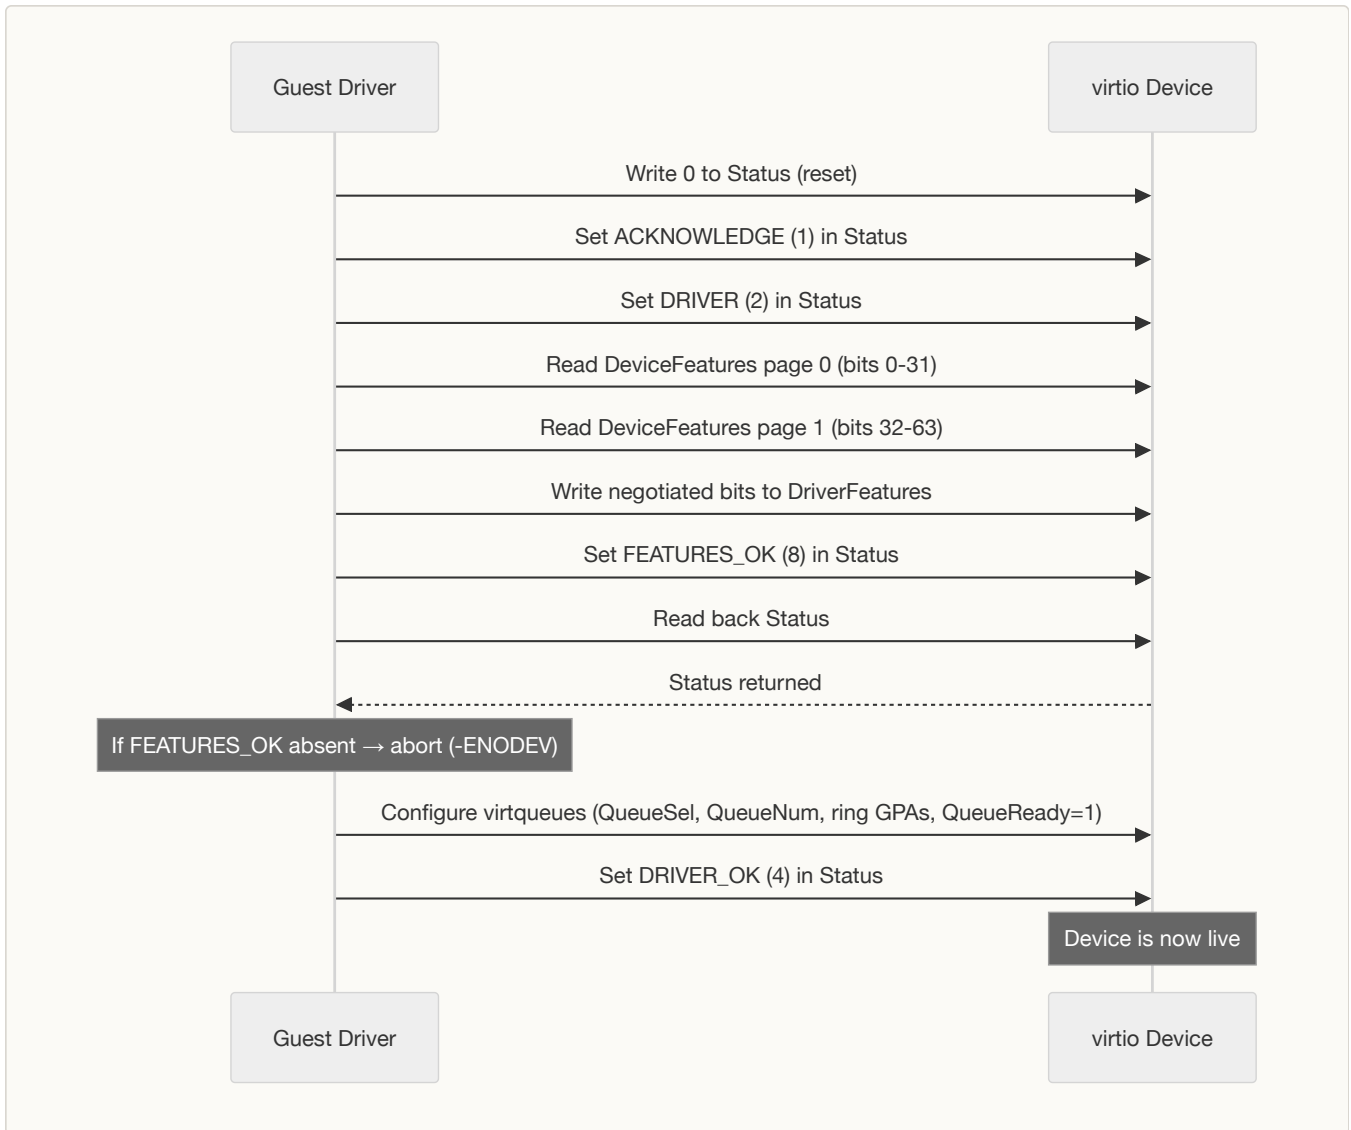 Guest Driver
virtio Device
Write 0 to Status (reset)
Set ACKNOWLEDGE (1) in Status
Set DRIVER (2) in Status
Read DeviceFeatures page 0 (bits 0-31)
Read DeviceFeatures page 1 (bits 32-63)
Write negotiated bits to DriverFeatures
Set FEATURES_OK (8) in Status
Read back Status
Status returned
If FEATURES_OK absent → abort (-ENODEV)
Configure virtqueues (QueueSel, QueueNum, ring GPAs, QueueReady=1)
Set DRIVER_OK (4) in Status
Device is now live
Guest Driver
virtio Device